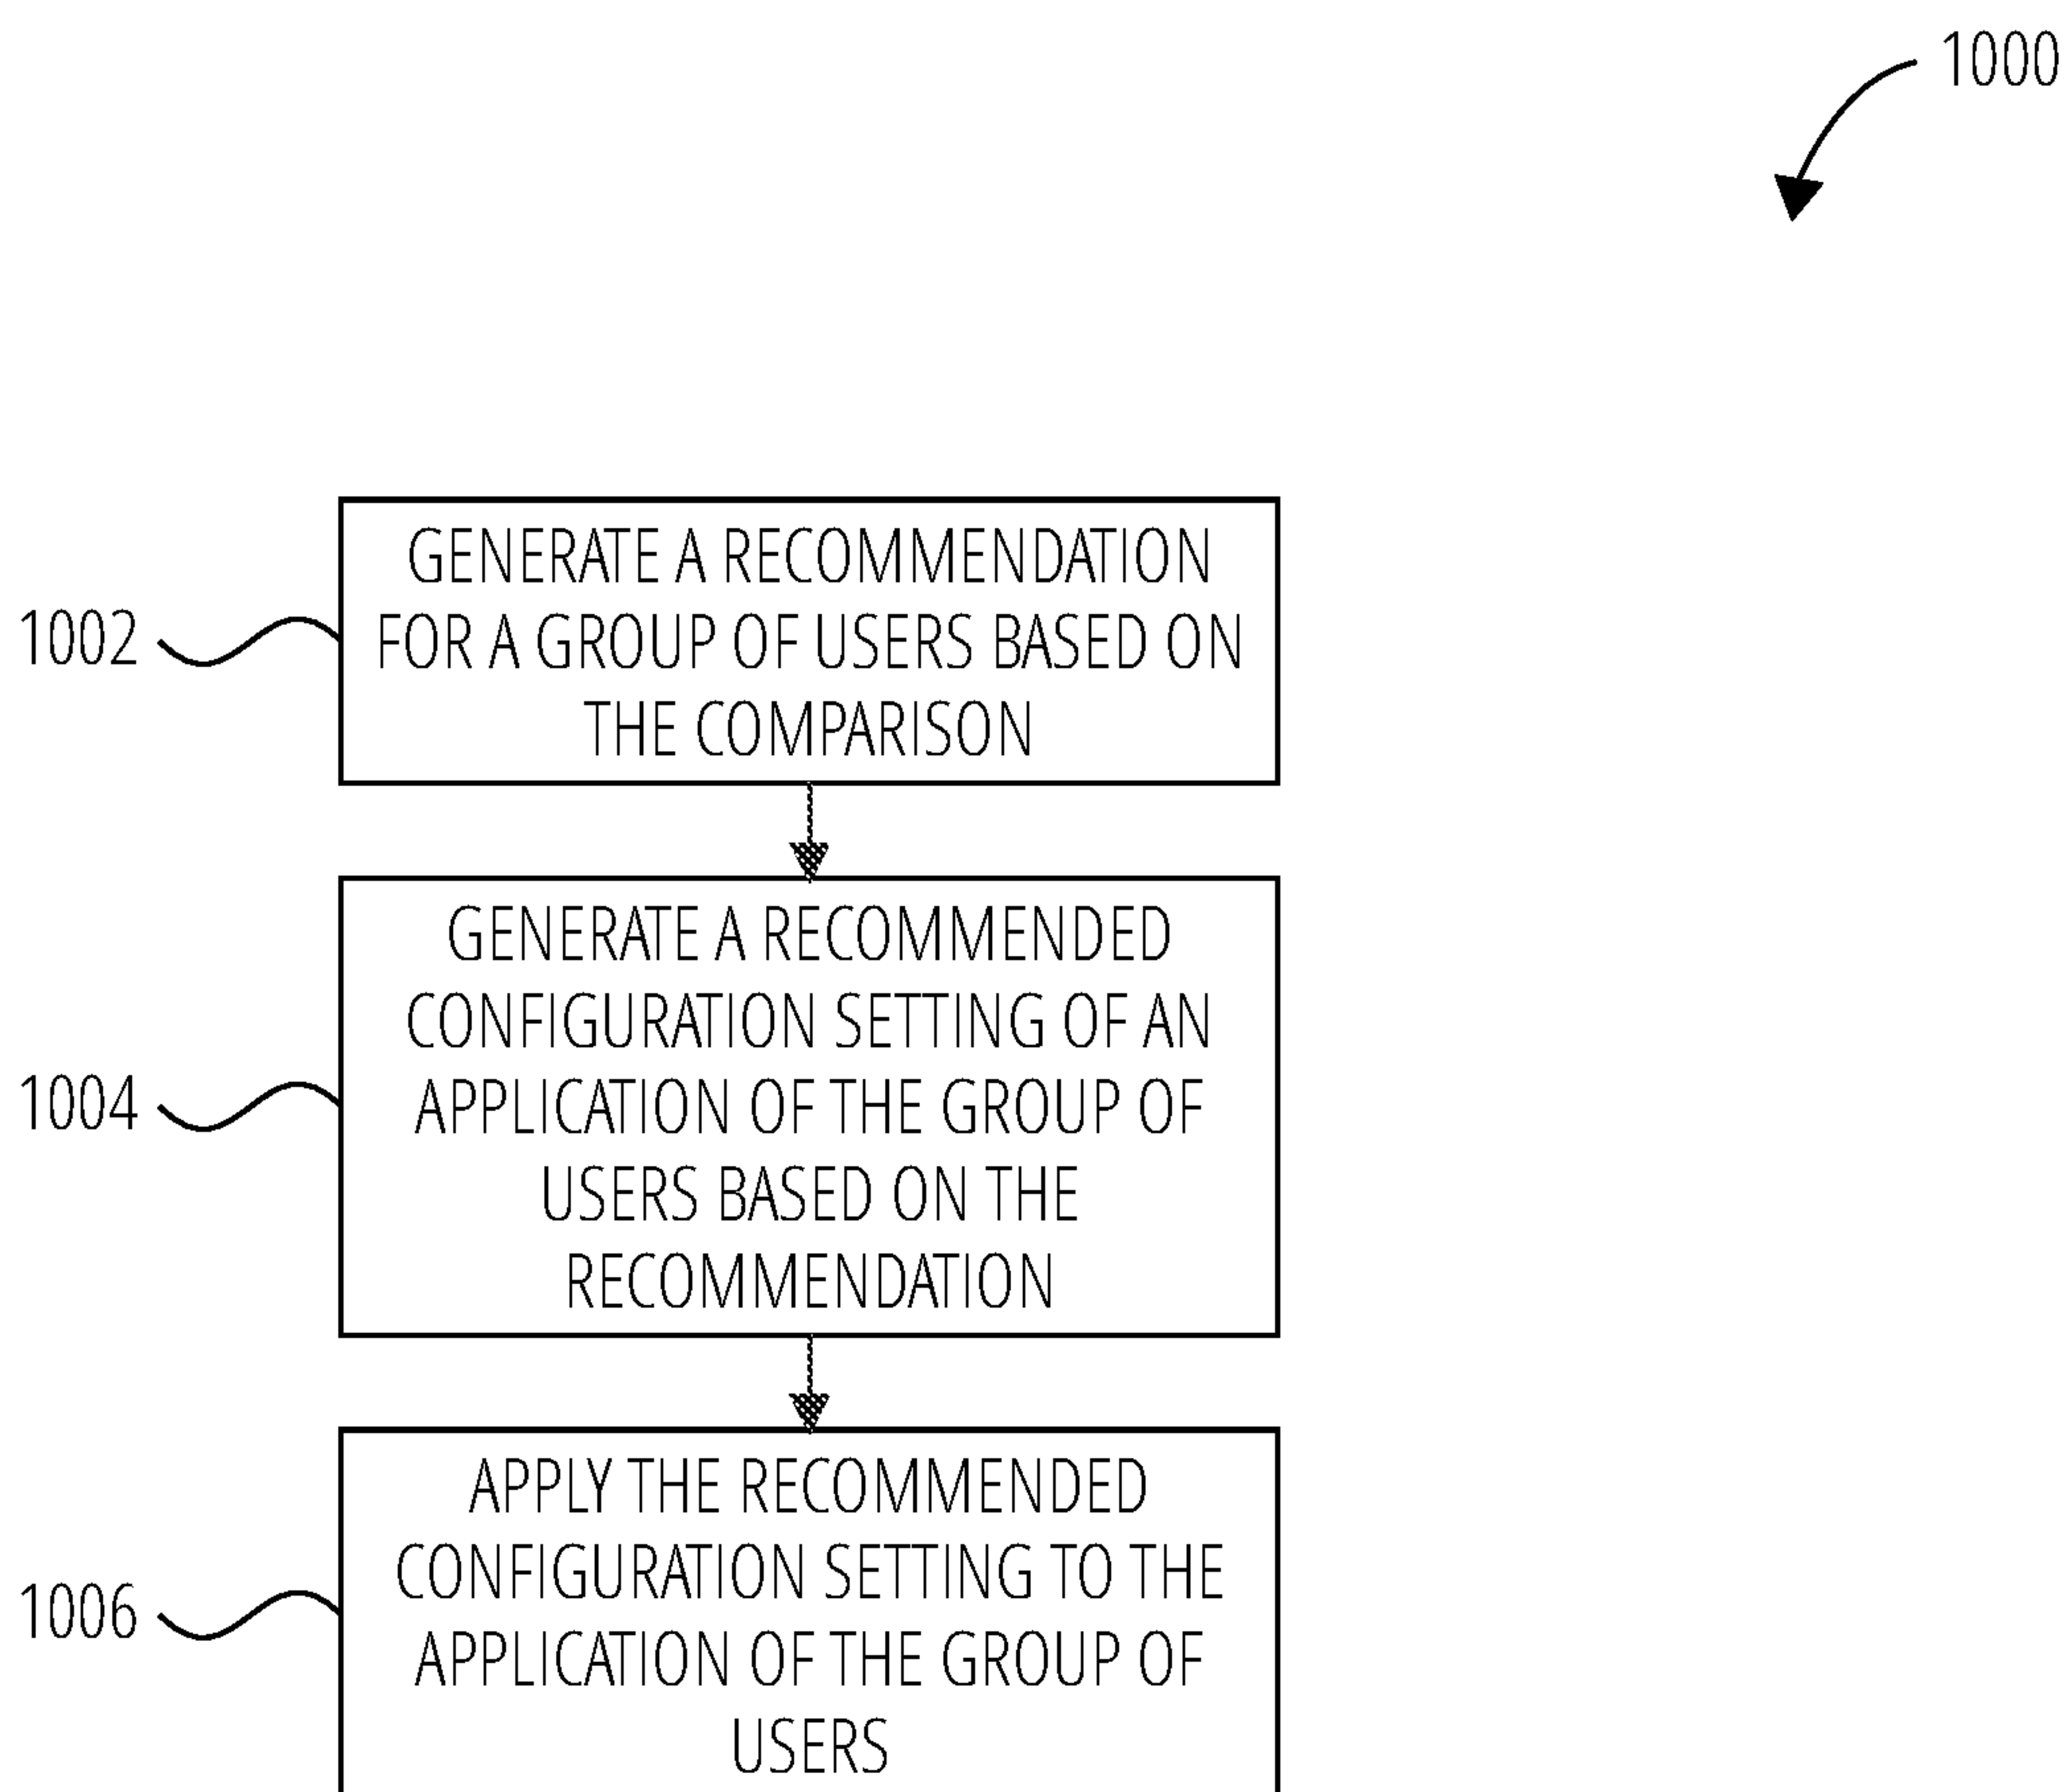 1000
GENERATE A RECOMMENDATION
FOR A GROUP OF USERS BASED ON
THE COMPARISON
1002
GENERATE A RECOMMENDED
CONFIGURATION SETTING OF AN
APPLICATION OF THE GROUP OF
USERS BASED ON THE
RECOMMENDATION
1004
APPLY THE RECOMMENDED
CONFIGURATION SETTING TO THE
APPLICATION OF THE GROUP OF
USERS
1006